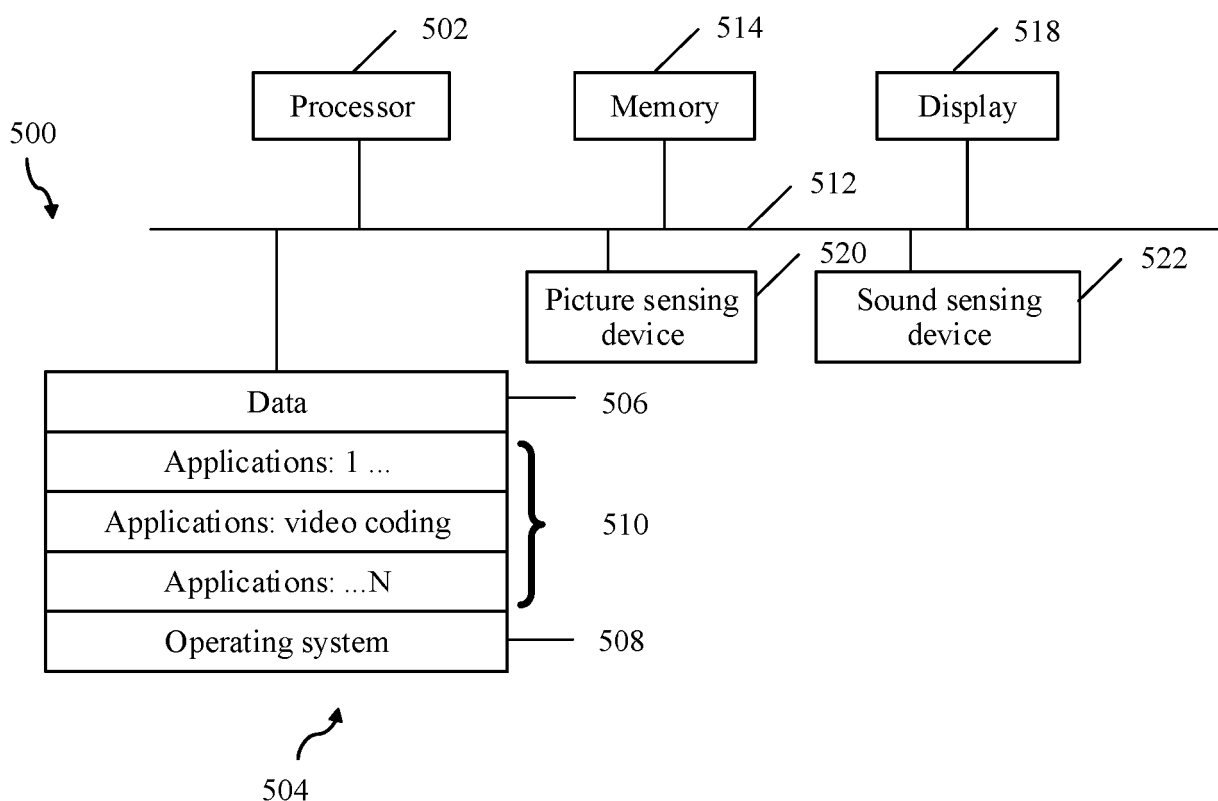 502
514
518
Processor
Memory
Display
500
512
520
522
Picture sensing
device
Sound sensing
device
Data
506
Applications: 1 ...
Applications: video coding
510
Applications: ...N
Operating system
508
504